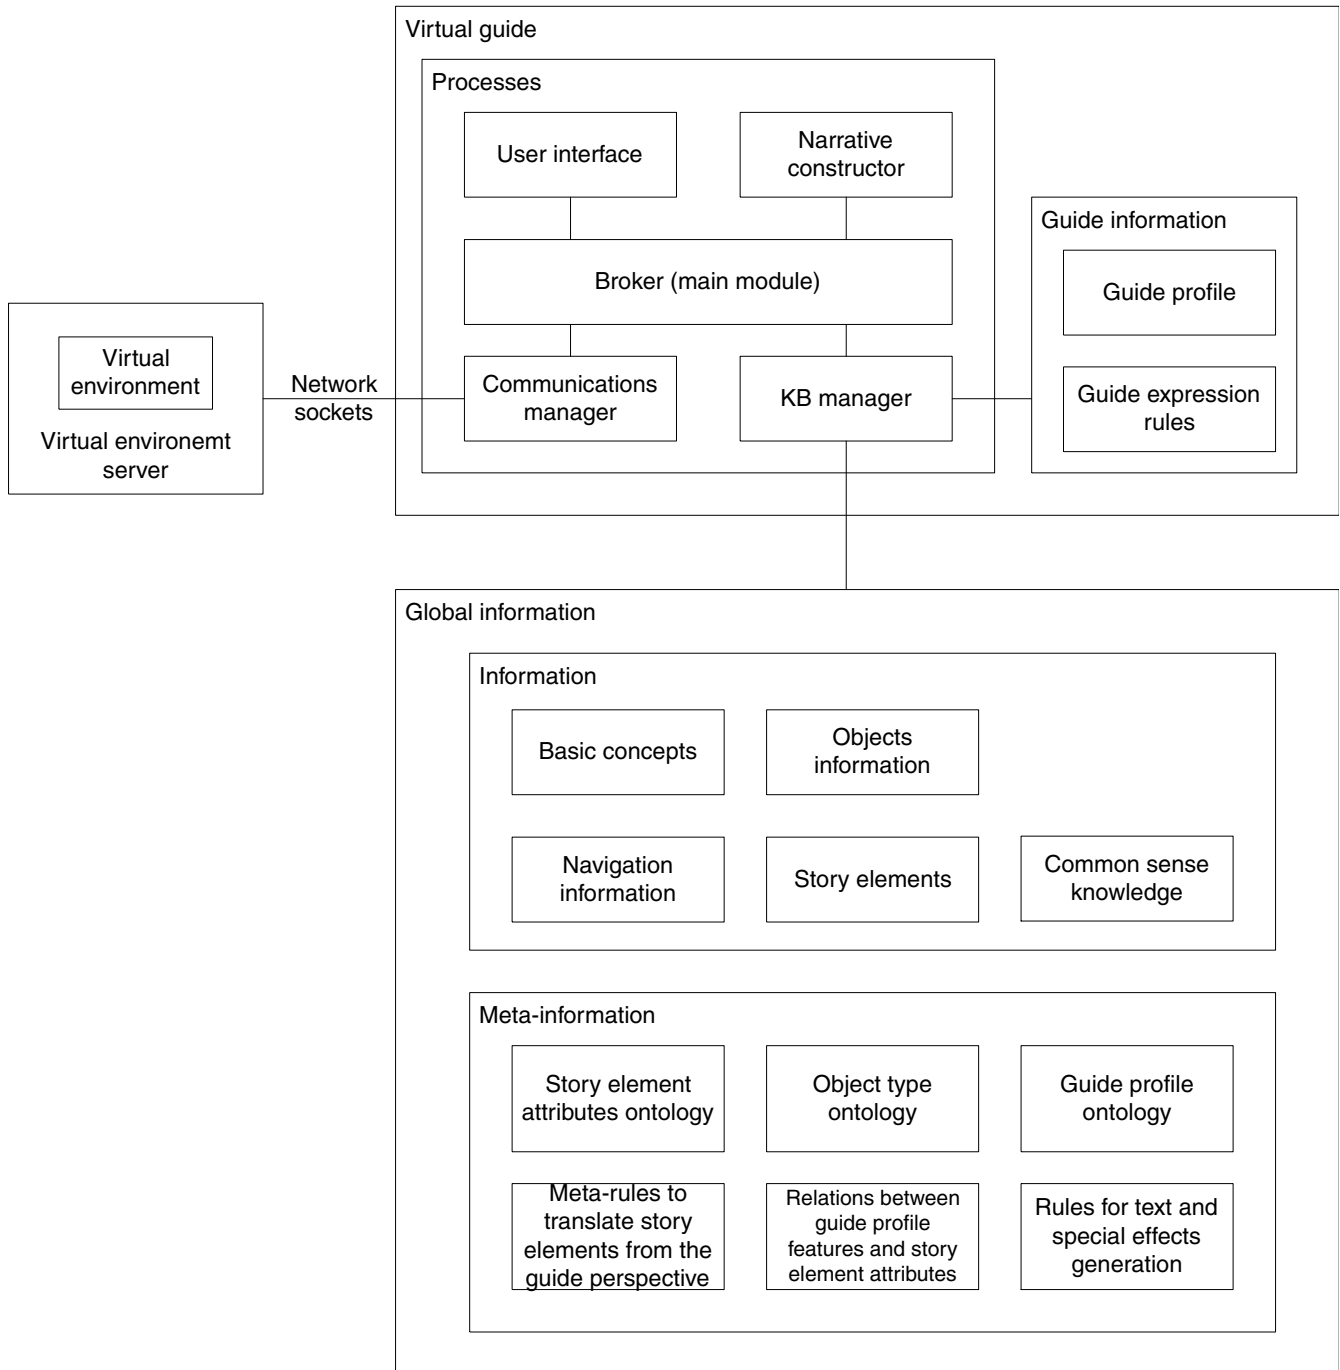 Virtual guide
Processes
User interface
Narrative
constructor
Broker (main module)
Communications
manager
KB manager
Guide information
Guide profile
Guide expression
rules
Virtual
environment
Virtual environemt
server
Network
sockets
Global information
Information
Basic concepts
Objects
information
Navigation
information
Story elements
Common sense
knowledge
Meta-information
Story element
attributes ontology
Object type
ontology
Guide profile
ontology
Meta-rules to
translate story
elements from the
guide perspective
Relations between
guide profile
features and story
element attributes
Rules for text and
special effects
generation